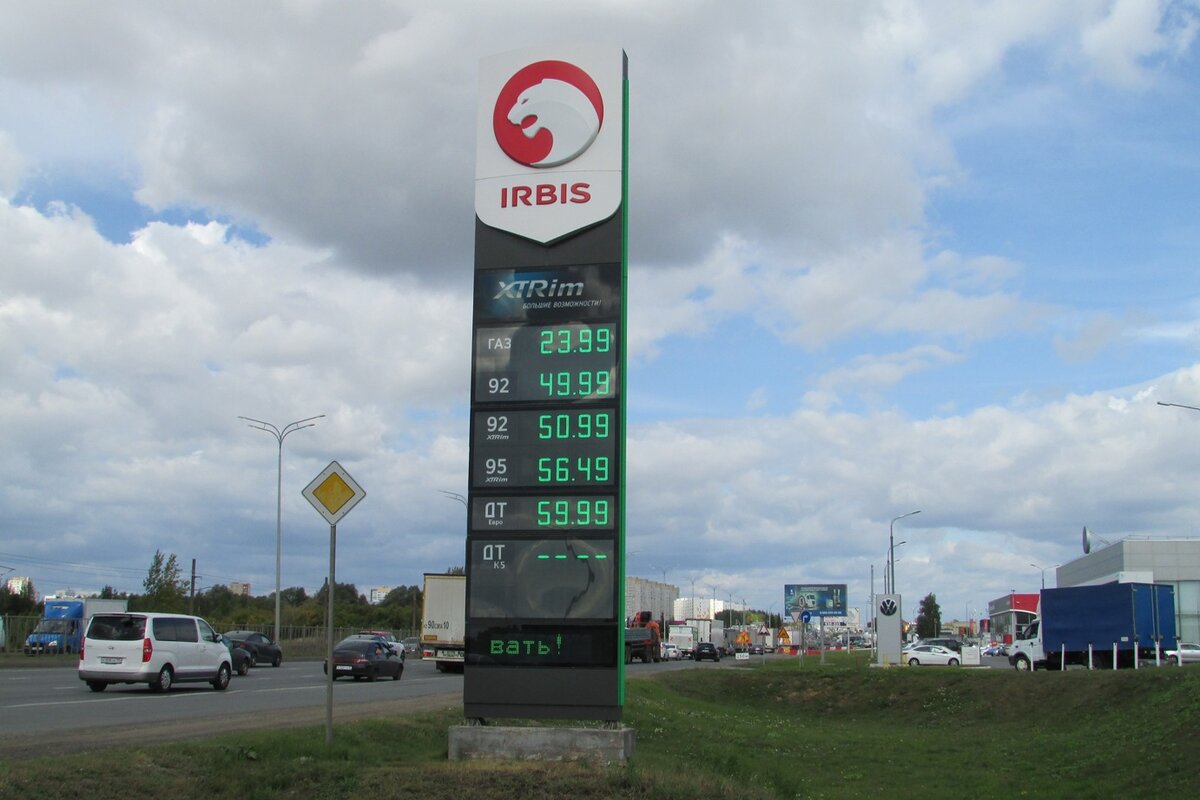 IRBIS
XTRim
БОЛЬШИЕ ВОЗМОЖНОСТИ!
ГАЗ 23.99
92 49.99
92 50.99
XTRim
95 56.49
XTRim
ДТ 59.99
Евро
ДТ ----
К5
вать!